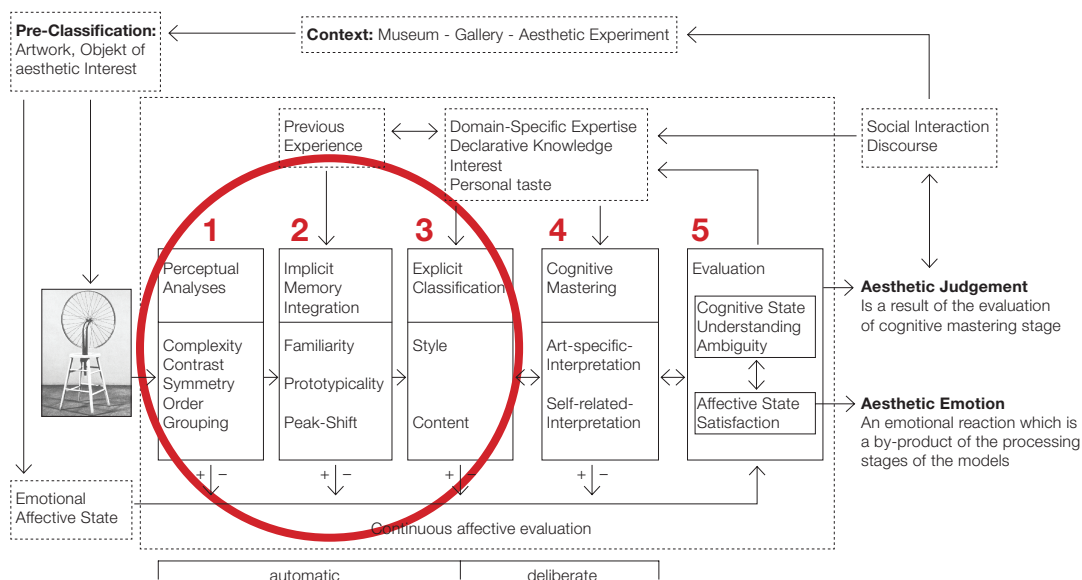 Pre-Classification:
Artwork, Objekt of
aesthetic Interest
Context: Museum - Gallery - Aesthetic Experiment
Previous
Experience
Domain-Specific Expertise
Declarative Knowledge
Interest
Personal taste
Social Interaction
Discourse
1
2
3
4
5
Perceptual
Analyses
Complexity
Contrast
Symmetry
Order
Grouping
Implicit
Memory
Integration
Familiarity
Prototypicality
Peak-Shift
Explicit
Classification
Style
Content
Cognitive
Mastering
Art-specific-
Interpretation
Self-related-
Interpretation
Evaluation
Cognitive State
Understanding
Ambiguity
Affective State
Satisfaction
Aesthetic Judgement
Is a result of the evaluation
of cognitive mastering stage
Aesthetic Emotion
An emotional reaction which is
a by-product of the processing
stages of the models
+ −
+ −
+ −
+ −
Emotional
Affective State
Continuous affective evaluation
automatic
deliberate